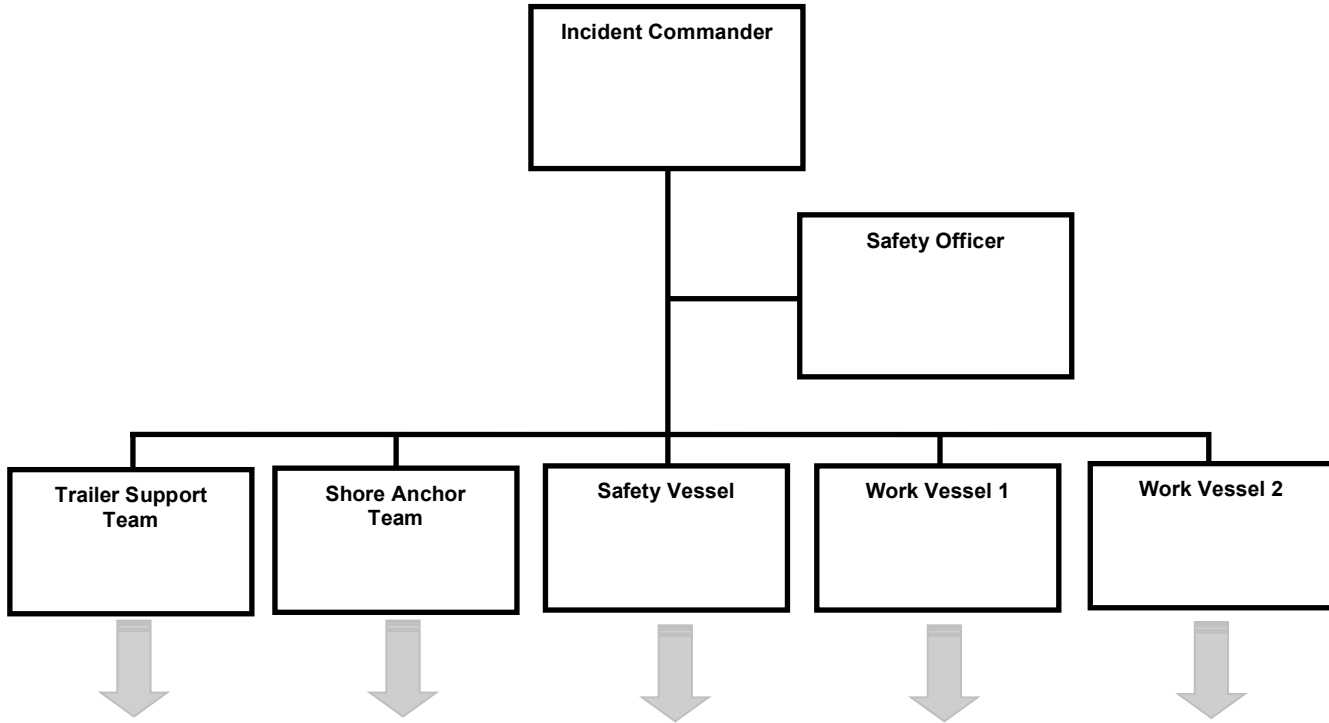 Incident Commander
Safety Officer
Trailer Support
Team
Shore Anchor
Team
Safety Vessel
Work Vessel 1
Work Vessel 2